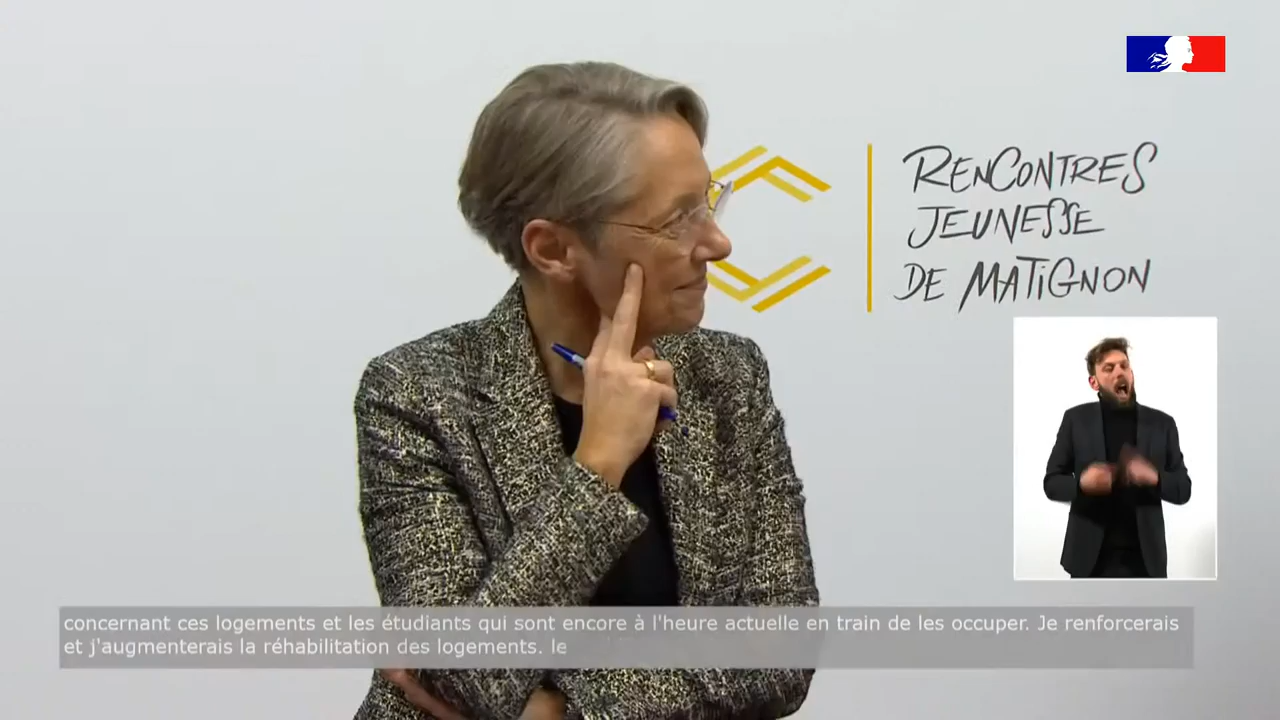 RENCONTRES
JEUNESSE
DE MATiGNON
concernant ces logements et les étudiants qui sont encore à l'heure actuelle en train de les occuper. Je renforcerais
et j'augmenterais la réhabilitation des logements. le